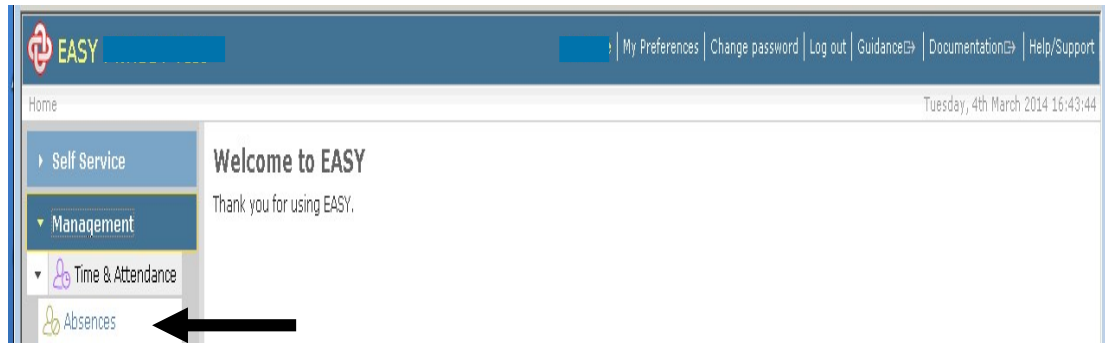 EASY
My Preferences | Change password | Log out | Guidance | Documentation | Help/Support
Home
Tuesday, 4th March 2014 16:43:44
Self Service
Welcome to EASY
Thank you for using EASY.
Management
Time & Attendance
Absences